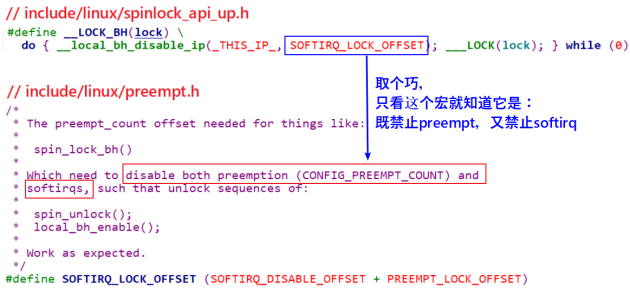 // include/linux/spinlock_api_up.h
#define __LOCK_BH(lock) \
do { __local_bh_disable_ip(_THIS_IP_, SOFTIRQ_LOCK_OFFSET); ___LOCK(lock); } while (0)
取个巧，
只看这个宏就知道它是：
既禁止preempt，又禁止softirq
// include/linux/preempt.h
/*
* The preempt_count offset needed for things like:
*
* spin_lock_bh()
*
* Which need to disable both preemption (CONFIG_PREEMPT_COUNT) and
* softirqs, such that unlock sequences of:
*
* spin_unlock();
* local_bh_enable();
*
* Work as expected.
*/
#define SOFTIRQ_LOCK_OFFSET (SOFTIRQ_DISABLE_OFFSET + PREEMPT_LOCK_OFFSET)